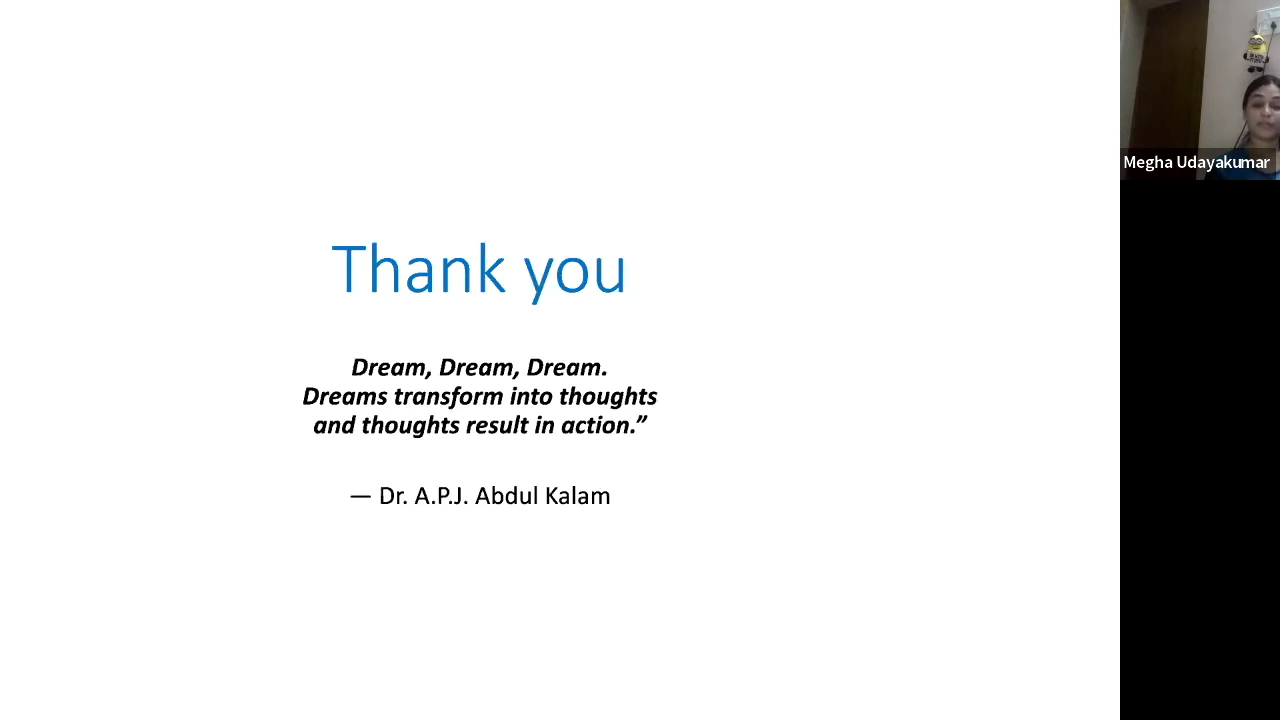 Thank you
Dream, Dream, Dream.
Dreams transform into thoughts
and thoughts result in action.”
— Dr. A.P.J. Abdul Kalam
Megha Udayakumar